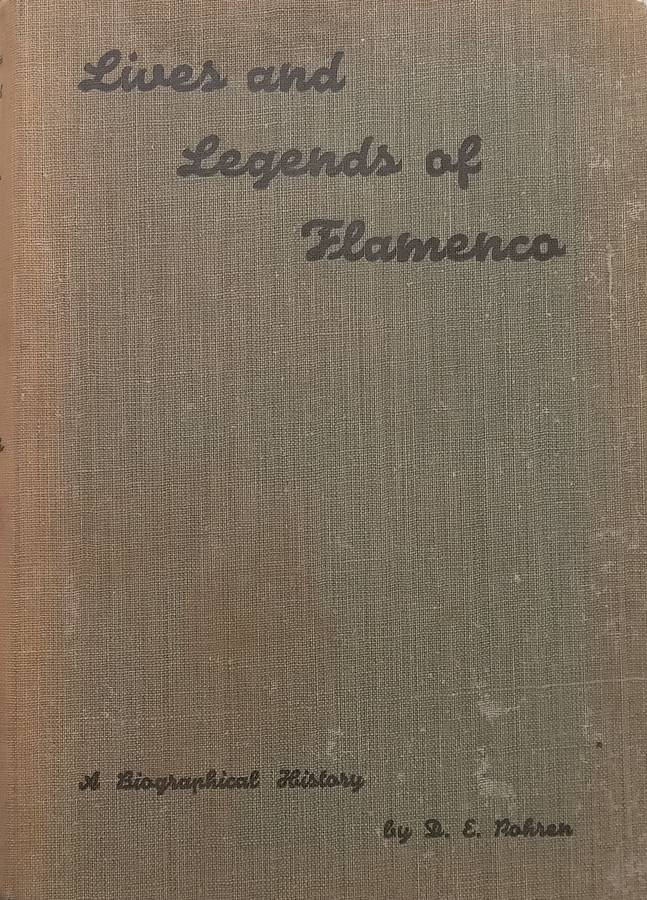 Lives and
Legends of
Flamenco
A Biographical History
by D. E. Pohren